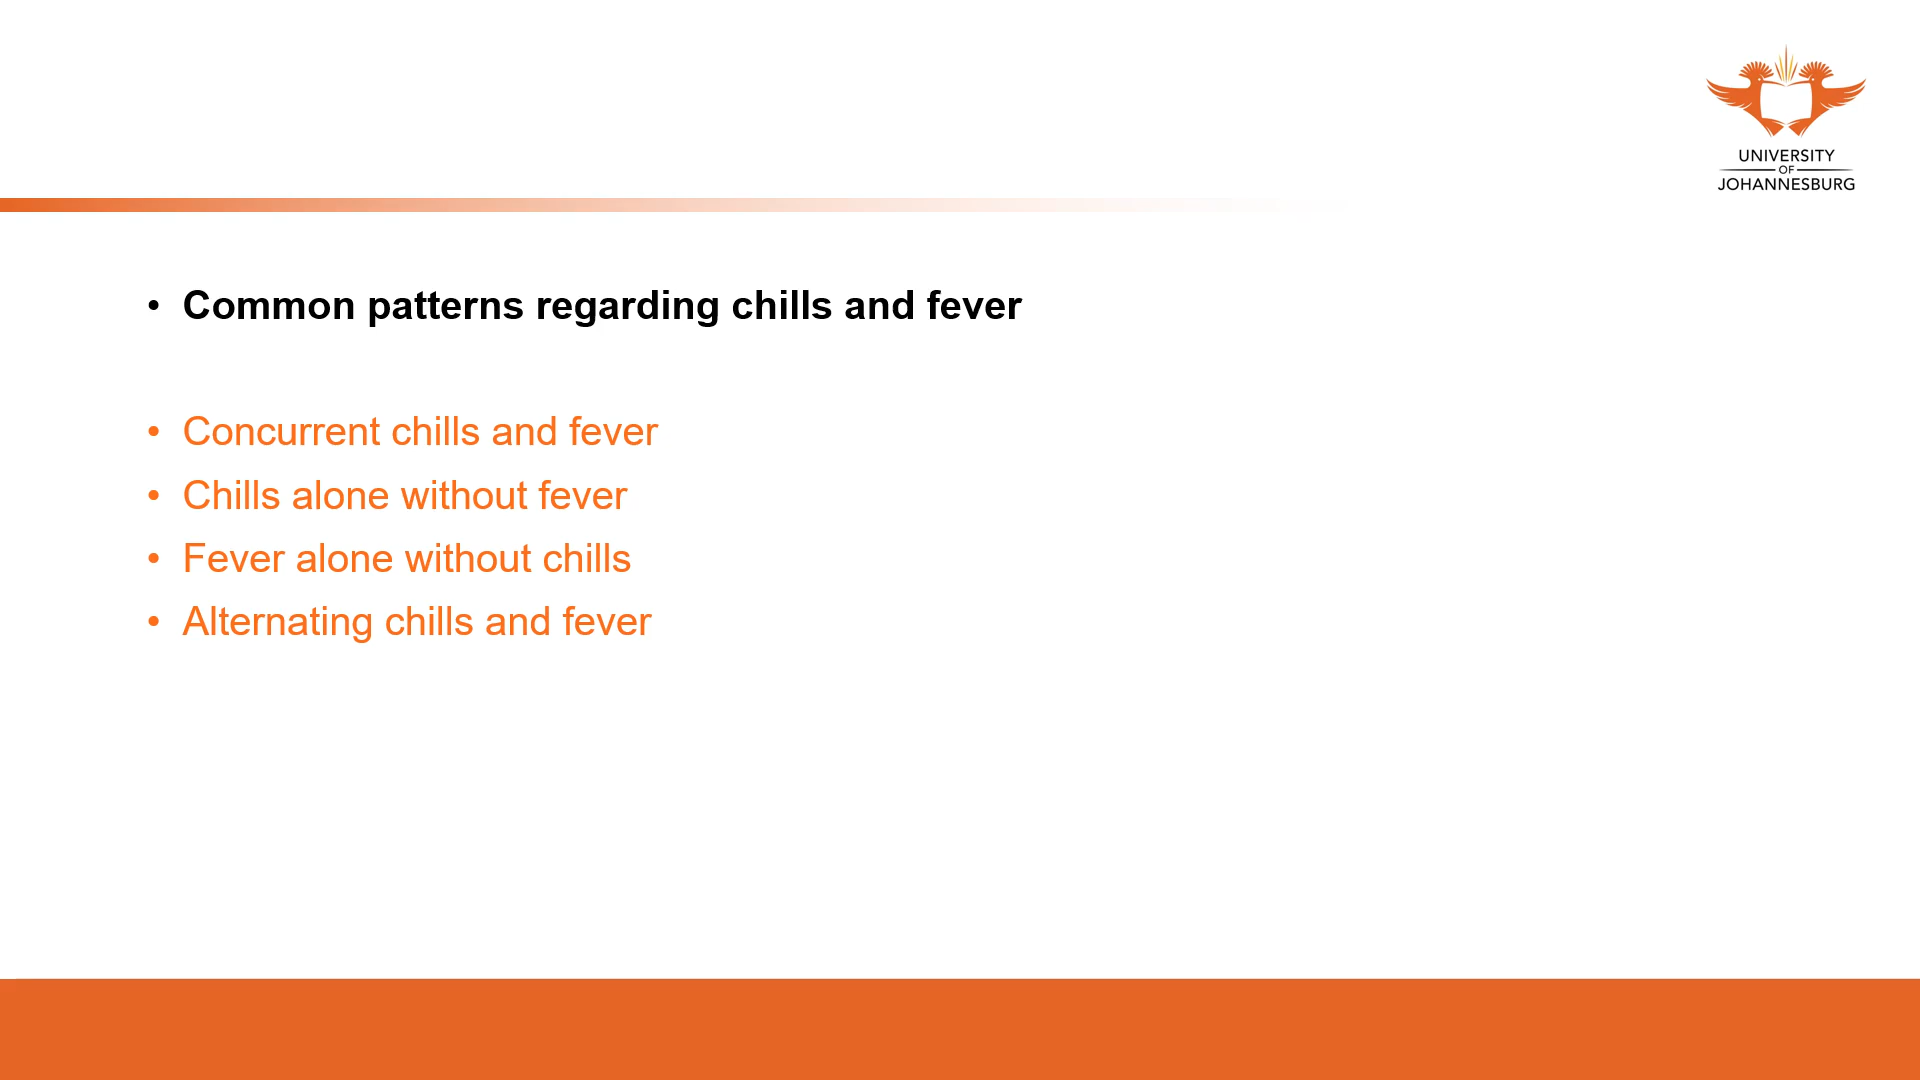 UNIVERSITY
OF
JOHANNESBURG
• Common patterns regarding chills and fever
• Concurrent chills and fever
• Chills alone without fever
• Fever alone without chills
• Alternating chills and fever